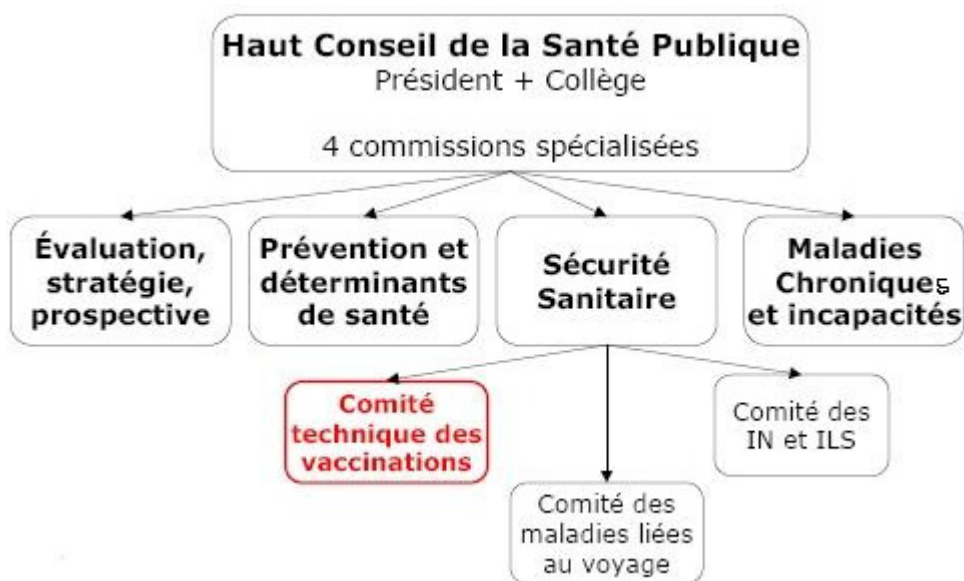 Haut Conseil de la Santé Publique
Président + Collège
4 commissions spécialisées
Évaluation,
stratégie,
prospective
Prévention et
déterminants
de santé
Sécurité
Sanitaire
Maladies
Chroniques
et incapacités
Comité
technique des
vaccinations
Comité des
maladies liées
au voyage
Comité des
IN et ILS